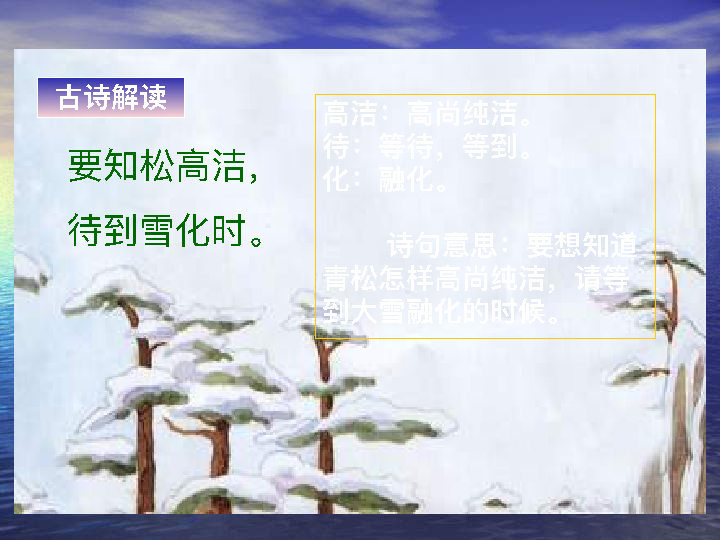 古诗解读
要知松高洁，
待到雪化时。
高洁：高尚纯洁。
待：等待，等到。
化：融化。
诗句意思：要想知道
青松怎样高尚纯洁，请等
到大雪融化的时候。